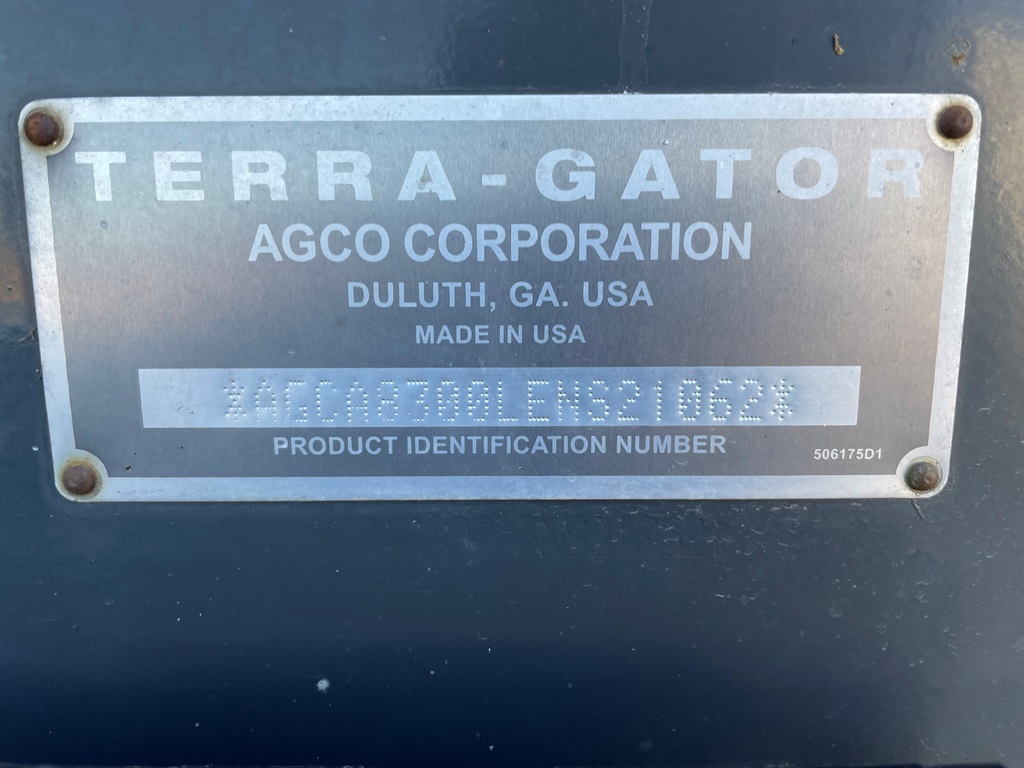 TERRA-GATOR
AGCO CORPORATION
DULUTH, GA. USA
MADE IN USA
*AGCA8300LENS21062*
PRODUCT IDENTIFICATION NUMBER
506175D1